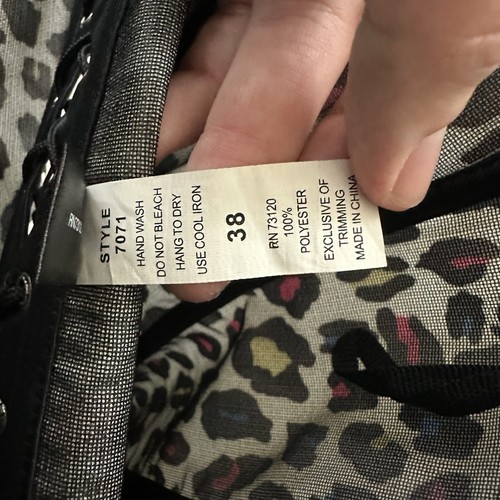 STYLE
7071
HAND WASH
DO NOT BLEACH
HANG TO DRY
USE COOL IRON
38
RN 73120
100%
POLYESTER
EXCLUSIVE OF
TRIMMING
MADE IN CHINA